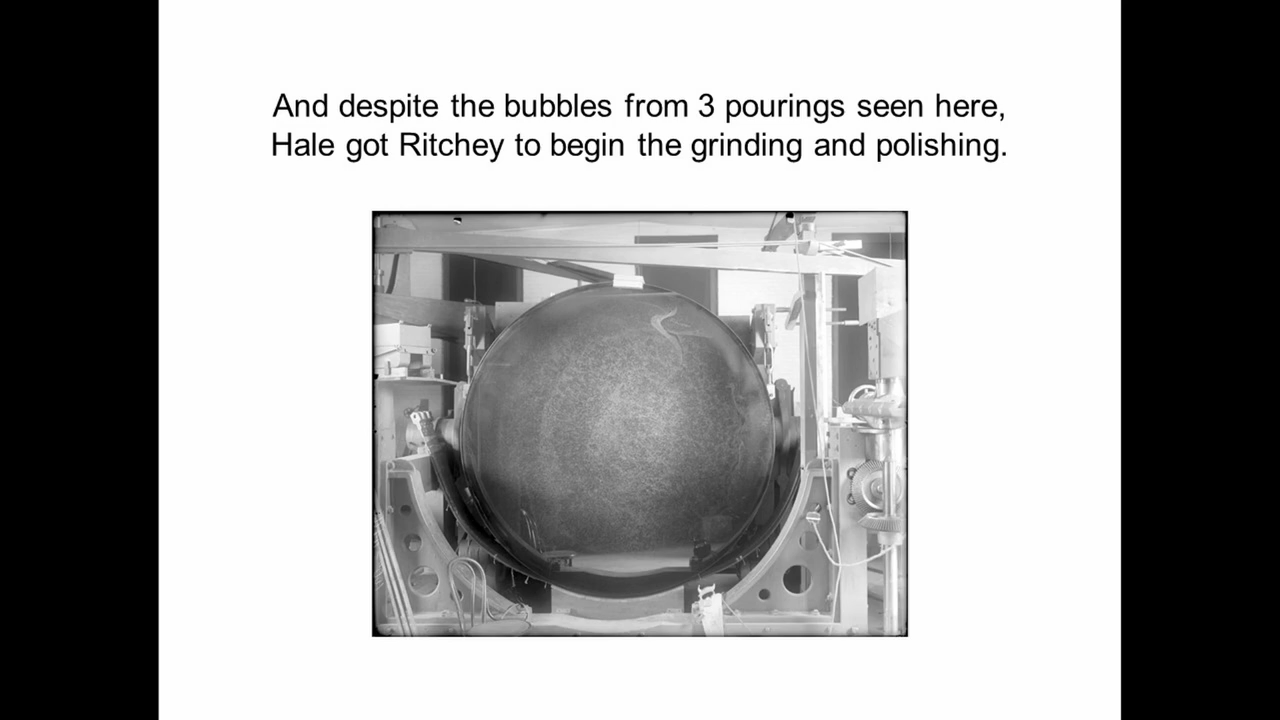 And despite the bubbles from 3 pourings seen here,
Hale got Ritchey to begin the grinding and polishing.